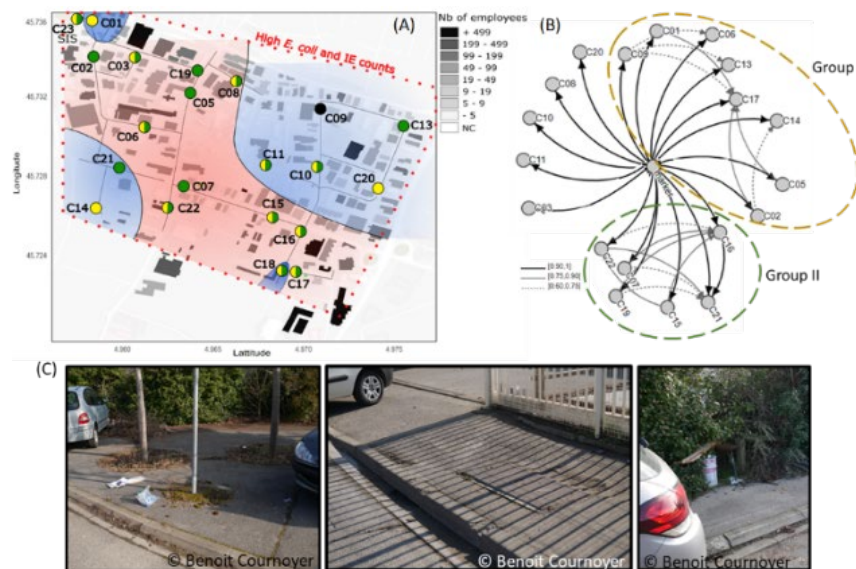 (A)
High E. coli and IE counts
45.736
45.732
45.728
45.724
Longitude
4.960
4.965
4.970
4.975
Lattitude
SIS
C23
C01
C02
C03
C19
C05
C08
C09
C13
C06
C11
C10
C20
C21
C07
C14
C22
C15
C16
C18
C17
Nb of employees
+ 499
199 - 499
99 - 199
49 - 99
19 - 49
9 - 19
5 - 9
- 5
NC
(B)
Group I
C01
C06
C09
C13
C20
C17
C08
C14
C10
C11
C05
C03
C02
C16
C22
C07
C19
C15
C21
[0.90,1]
[0.75,0.90[
[0.60,0.75[
Group II
(C)
© Benoit Cournoyer
© Benoit Cournoyer
© Benoit Cournoyer